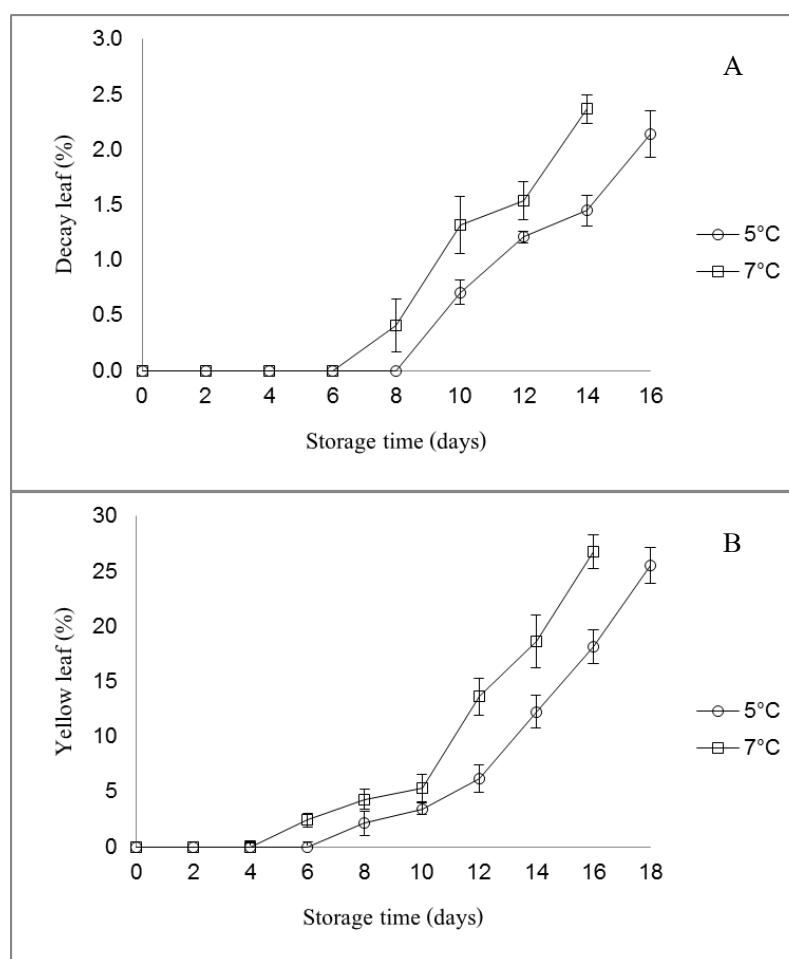 A
3.0
2.5
2.0
1.5
1.0
0.5
0.0
Decay leaf (%)
0 2 4 6 8 10 12 14 16
Storage time (days)
5°C
7°C
B
30
25
20
15
10
5
0
Yellow leaf (%)
0 2 4 6 8 10 12 14 16 18
Storage time (days)
5°C
7°C